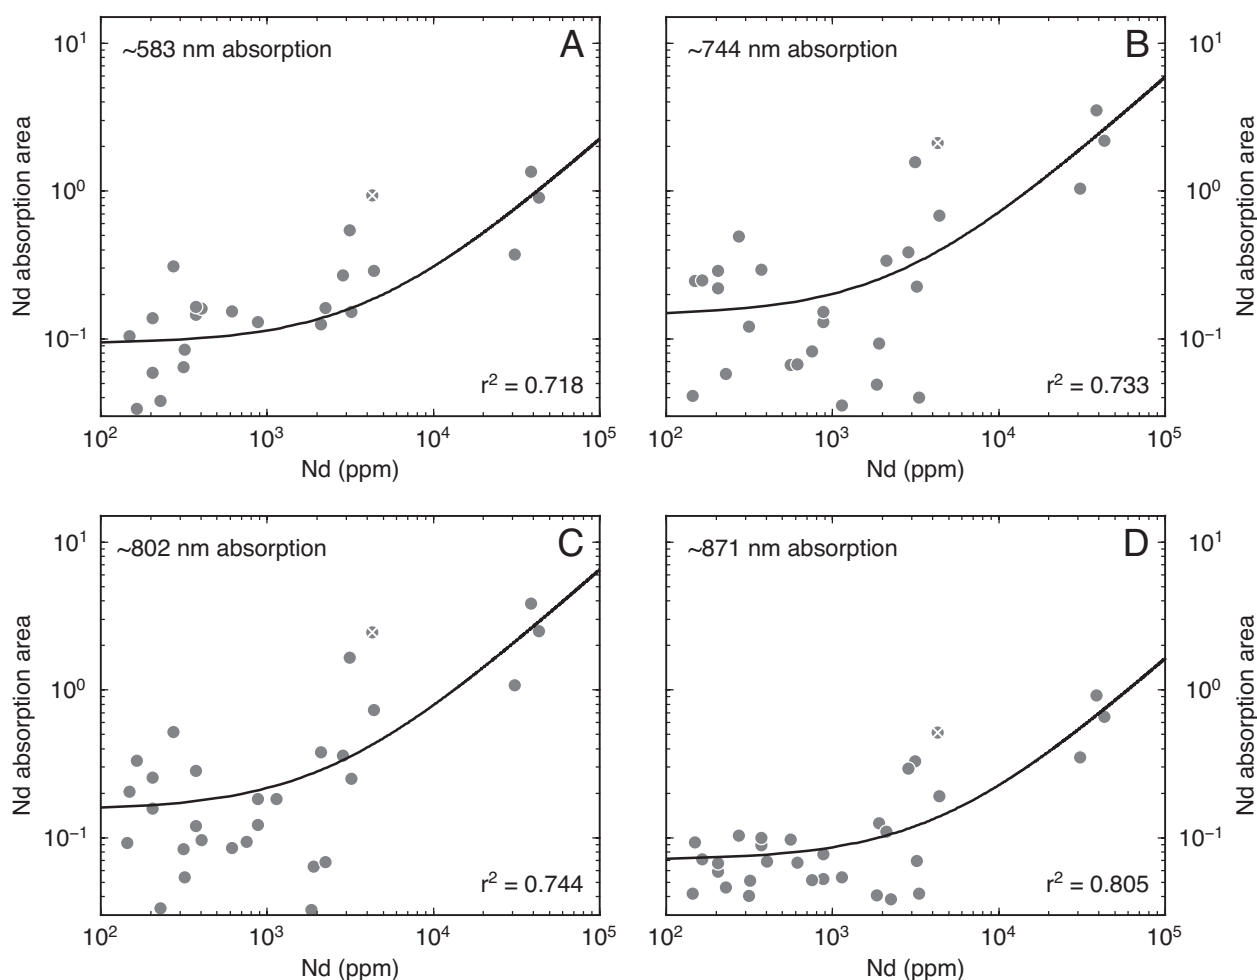 ~583 nm absorption
A
10¹
10⁰
10⁻¹
Nd absorption area
r² = 0.718
10²
10³
10⁴
10⁵
Nd (ppm)
~744 nm absorption
B
10¹
10⁰
10⁻¹
Nd absorption area
r² = 0.733
10²
10³
10⁴
10⁵
Nd (ppm)
~802 nm absorption
C
10¹
10⁰
10⁻¹
Nd absorption area
r² = 0.744
10²
10³
10⁴
10⁵
Nd (ppm)
~871 nm absorption
D
10¹
10⁰
10⁻¹
Nd absorption area
r² = 0.805
10²
10³
10⁴
10⁵
Nd (ppm)